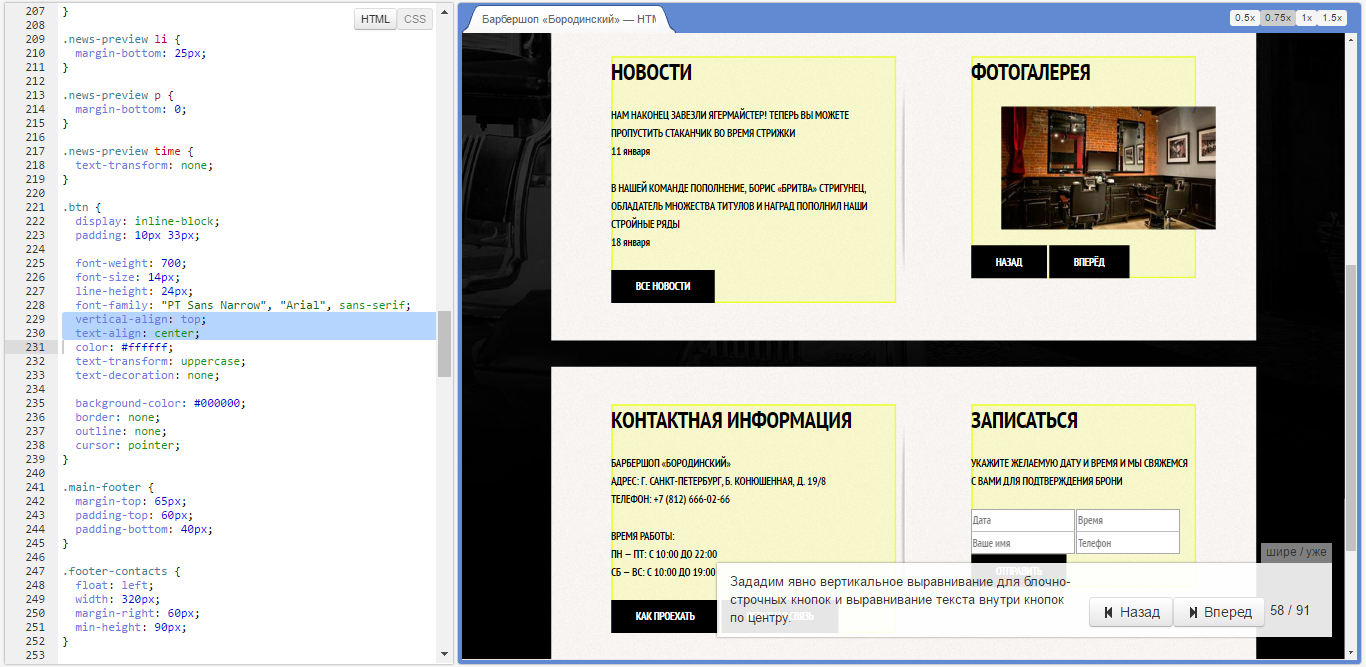 HTML CSS
207 }
208
209 .news-preview li {
210 margin-bottom: 25px;
211 }
212
213 .news-preview p {
214 margin-bottom: 0;
215 }
216
217 .news-preview time {
218 text-transform: none;
219 }
220
221 .btn {
222 display: inline-block;
223 padding: 10px 33px;
224
225 font-weight: 700;
226 font-size: 14px;
227 line-height: 24px;
228 font-family: "PT Sans Narrow", "Arial", sans-serif;
229 vertical-align: top;
230 text-align: center;
231 color: #ffffff;
232 text-transform: uppercase;
233 text-decoration: none;
234
235 background-color: #000000;
236 border: none;
237 outline: none;
238 cursor: pointer;
239 }
240
241 .main-footer {
242 margin-top: 65px;
243 padding-top: 60px;
244 padding-bottom: 40px;
245 }
246
247 .footer-contacts {
248 float: left;
249 width: 320px;
250 margin-right: 60px;
251 min-height: 90px;
252 }
253
Барбершоп «Бородинский» — HTM
0.5x 0.75x 1x 1.5x
НОВОСТИ
НАМ НАКОНЕЦ ЗАВЕЗЛИ ЯГЕРМАЙСТЕР! ТЕПЕРЬ ВЫ МОЖЕТЕ
ПРОПУСТИТЬ СТАКАНЧИК ВО ВРЕМЯ СТРИЖКИ
11 января
В НАШЕЙ КОМАНДЕ ПОПОЛНЕНИЕ, БОРИС «БРИТВА» СТРИГУНЕЦ,
ОБЛАДАТЕЛЬ МНОЖЕСТВА ТИТУЛОВ И НАГРАД ПОПОЛНИЛ НАШИ
СТРОЙНЫЕ РЯДЫ
18 января
ВСЕ НОВОСТИ
ФОТОГАЛЕРЕЯ
НАЗАД ВПЕРЁД
КОНТАКТНАЯ ИНФОРМАЦИЯ
БАРБЕРШОП «БОРОДИНСКИЙ»
АДРЕС: Г. САНКТ-ПЕТЕРБУРГ, Б. КОНЮШЕННАЯ, Д. 19/8
ТЕЛЕФОН: +7 (812) 666-02-66
ВРЕМЯ РАБОТЫ:
ПН – ПТ: С 10:00 ДО 22:00
СБ – ВС: С 10:00 ДО 19:00
КАК ПРОЕХАТЬ
ЗАПИСАТЬСЯ
УКАЖИТЕ ЖЕЛАЕМУЮ ДАТУ И ВРЕМЯ И МЫ СВЯЖЕМСЯ
С ВАМИ ДЛЯ ПОДТВЕРЖДЕНИЯ БРОНИ
Дата Время
Ваше имя Телефон
ОТПРАВИТЬ
шире / уже
Зададим явно вертикальное выравнивание для блочно-
строчных кнопок и выравнивание текста внутри кнопок
по центру.
Назад Вперед 58 / 91